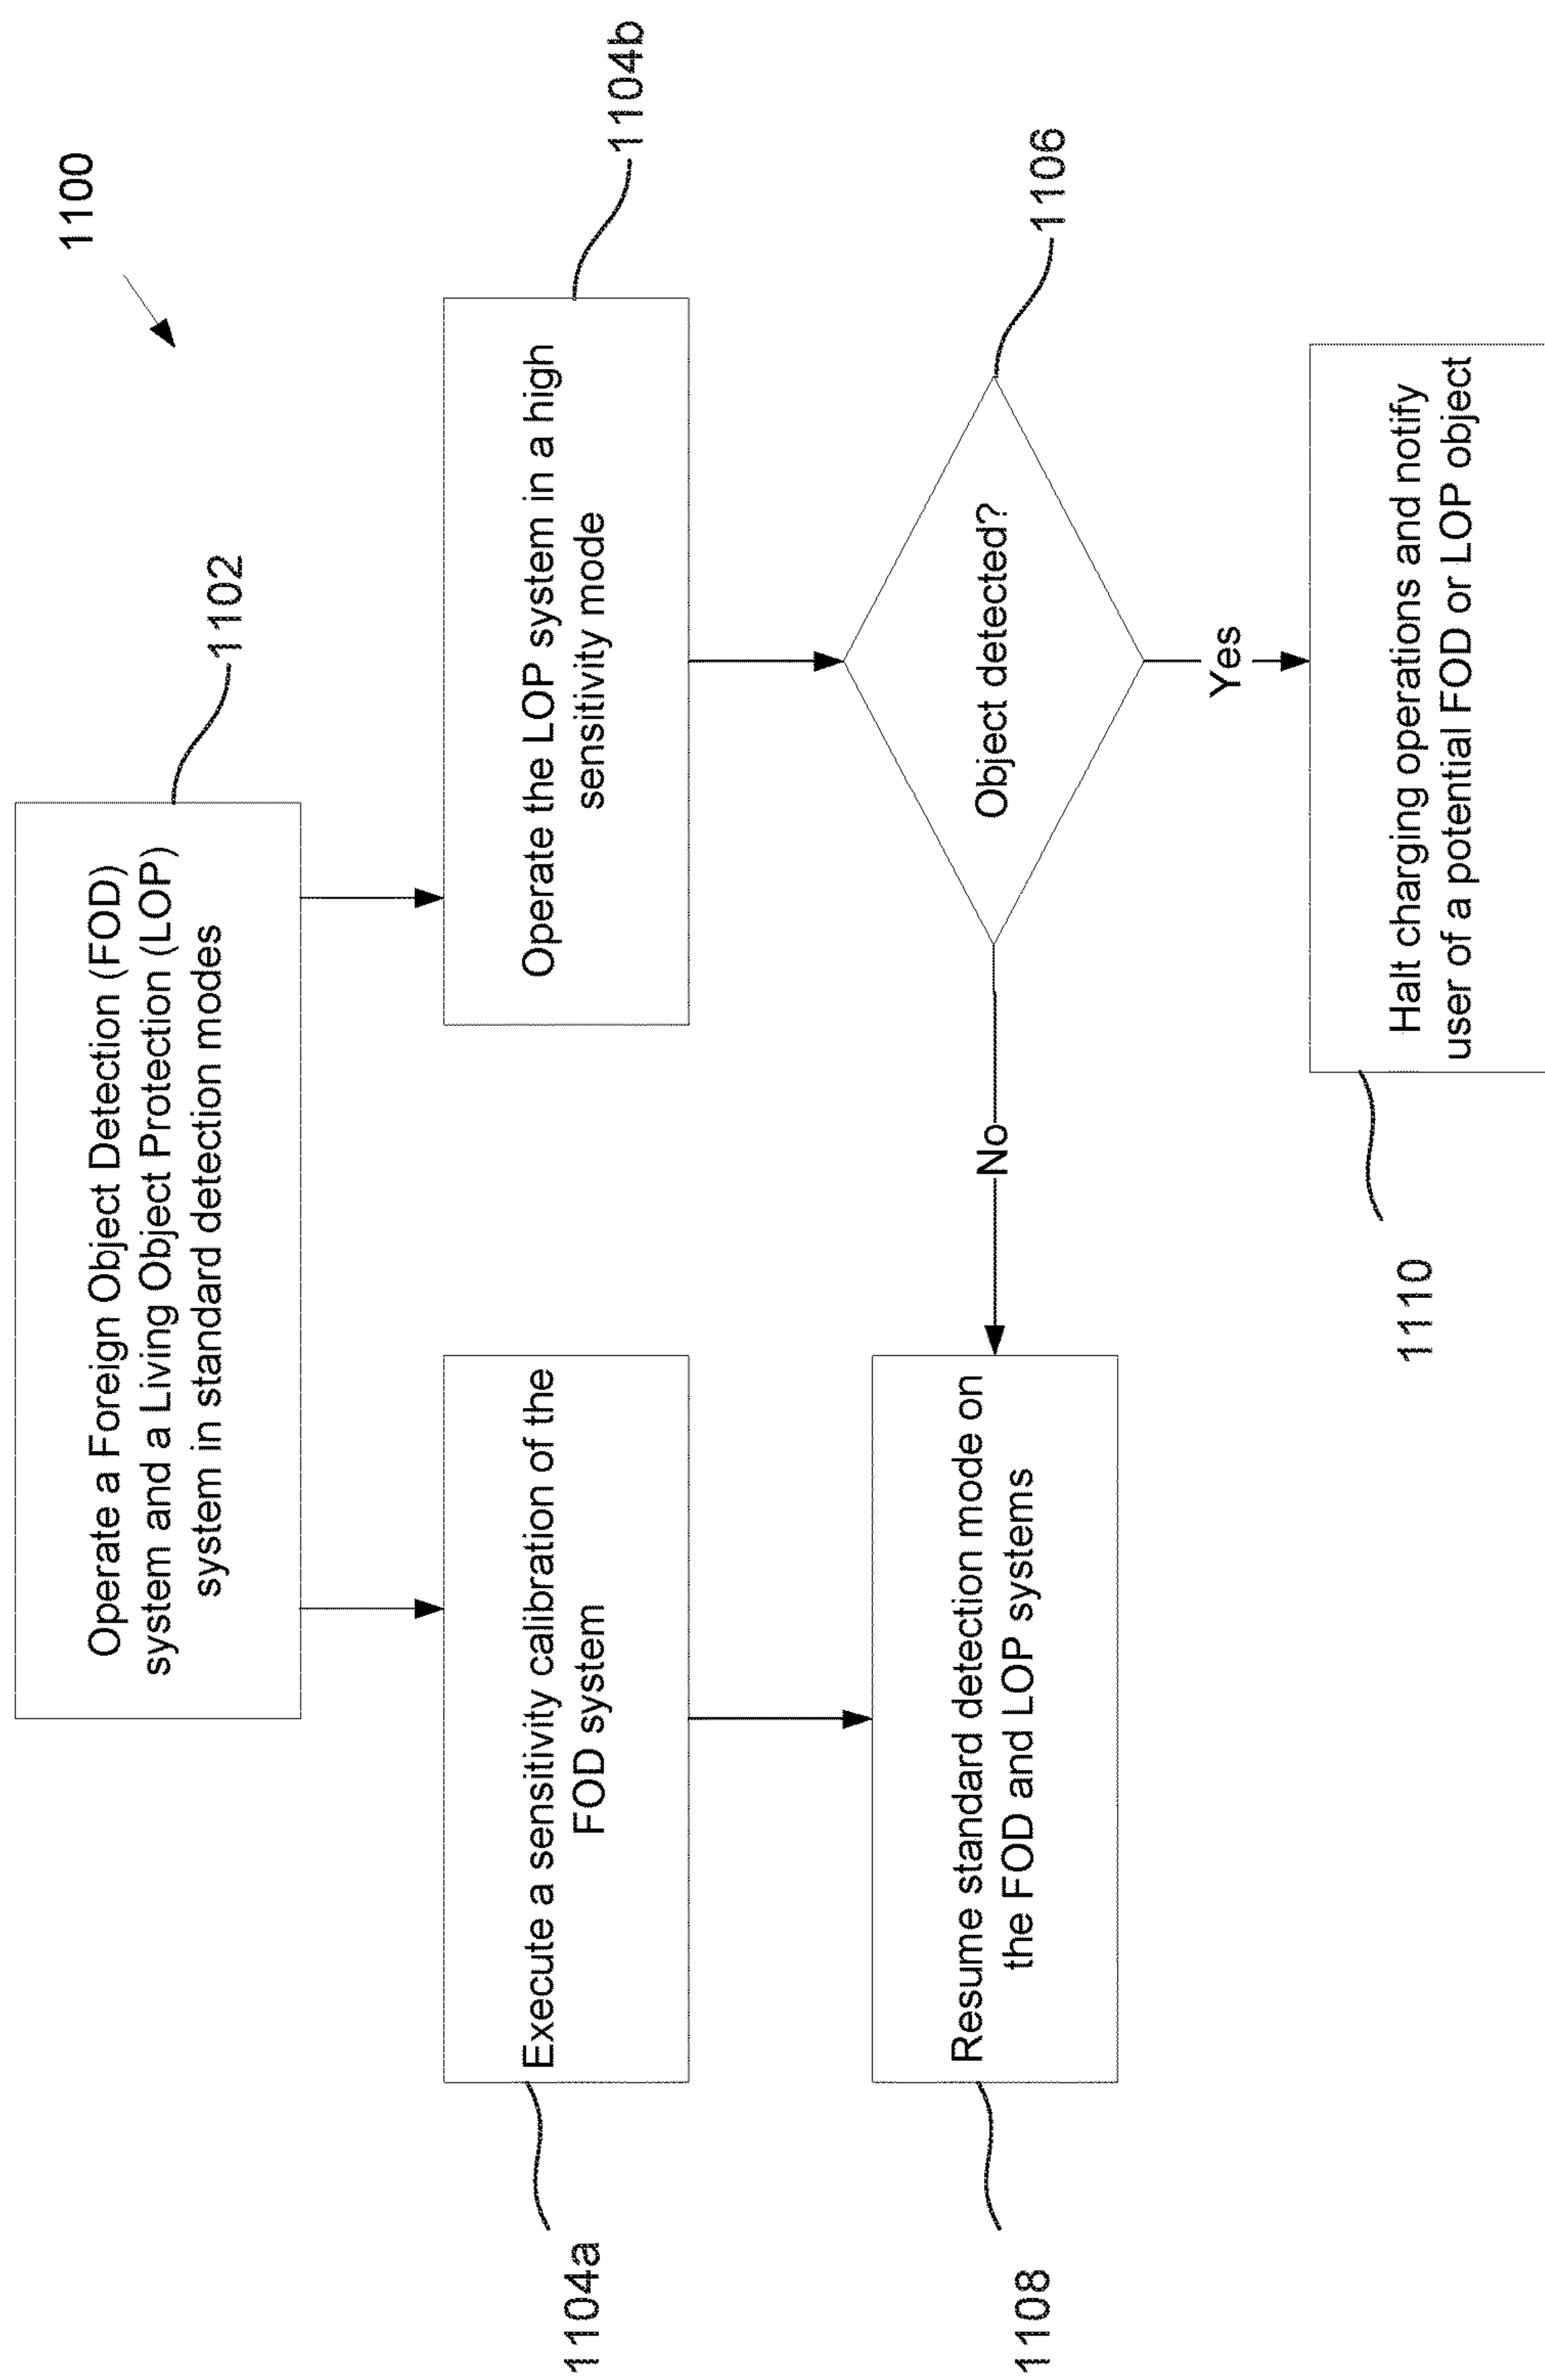 1100
Operate a Foreign Object Detection (FOD)
system and a Living Object Protection (LOP)
system in standard detection modes
1102
Execute a sensitivity calibration of the
FOD system
1104a
Operate the LOP system in a high
sensitivity mode
1104b
Object detected?
1106
No
Yes
Resume standard detection mode on
the FOD and LOP systems
1108
Halt charging operations and notify
user of a potential FOD or LOP object
1110